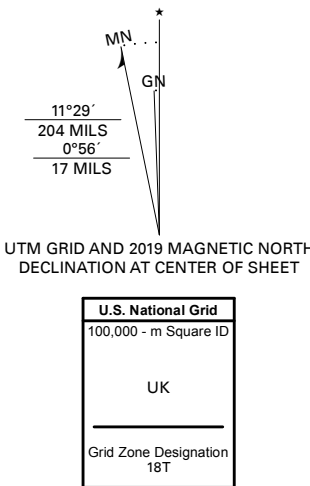 ★
MN
GN
11°29´
204 MILS
0°56´
17 MILS
UTM GRID AND 2019 MAGNETIC NORTH
DECLINATION AT CENTER OF SHEET
U.S. National Grid
100,000 - m Square ID
UK
Grid Zone Designation
18T